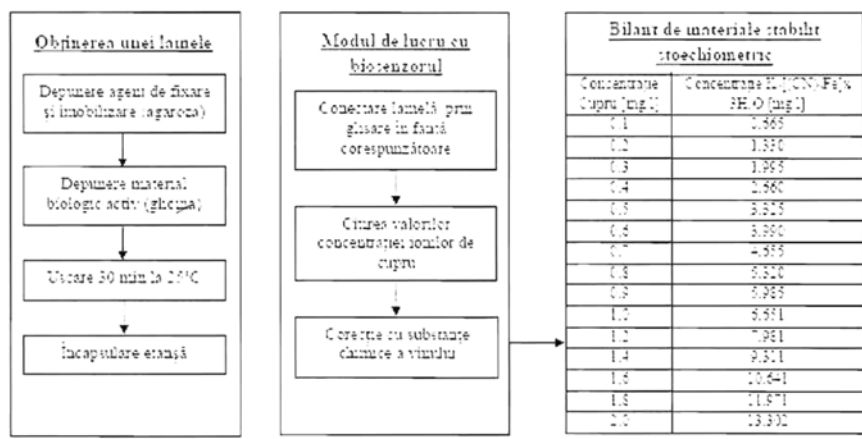 Obținerea unei lamele
Depunere agent de fixare
și imobilizare (agaroza)
Depunere material
biologic activ (glicina)
Uscare 30 min la 25°C
Încapsulare etanșă
Modul de lucru cu
biosenzorul
Conectare lamelă prin
glisare în fanta
corespunzătoare
Citirea valorilor
concentrației ionilor de
cupru
Corecție cu substanțe
chimice a vinului
Bilanț de materiale stabilit
stoechiometric
Concentrație
Cupru [mg/l]
Concentrație
3H₂O [mg/l]
0.1 0.665
0.2 1.330
0.3 1.995
0.4 2.660
0.5 3.325
0.6 3.990
0.7 4.655
0.8 5.320
0.9 5.985
1.0 6.651
1.2 7.981
1.4 9.311
1.6 10.641
1.8 11.971
2.0 13.302